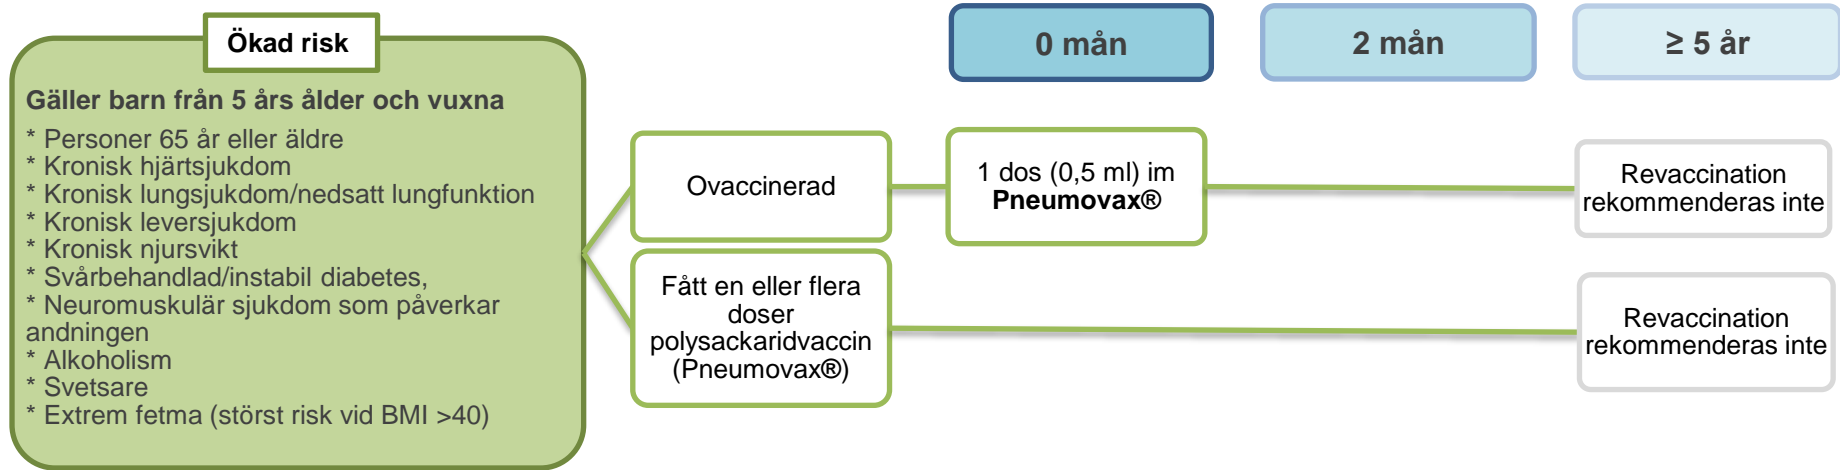 Ökad risk
0 mån
2 mån
≥ 5 år
Gäller barn från 5 års ålder och vuxna
* Personer 65 år eller äldre
* Kronisk hjärtsjukdom
* Kronisk lungsjukdom/nedsatt lungfunktion
* Kronisk leversjukdom
* Kronisk njursvikt
* Svårbehandlad/instabil diabetes,
* Neuromuskulär sjukdom som påverkar
andningen
* Alkoholism
* Svetsare
* Extrem fetma (störst risk vid BMI >40)
Ovaccinerad
1 dos (0,5 ml) im
Pneumovax®
Revaccination
rekommenderas inte
Fått en eller flera
doser
polysackaridvaccin
(Pneumovax®)
Revaccination
rekommenderas inte